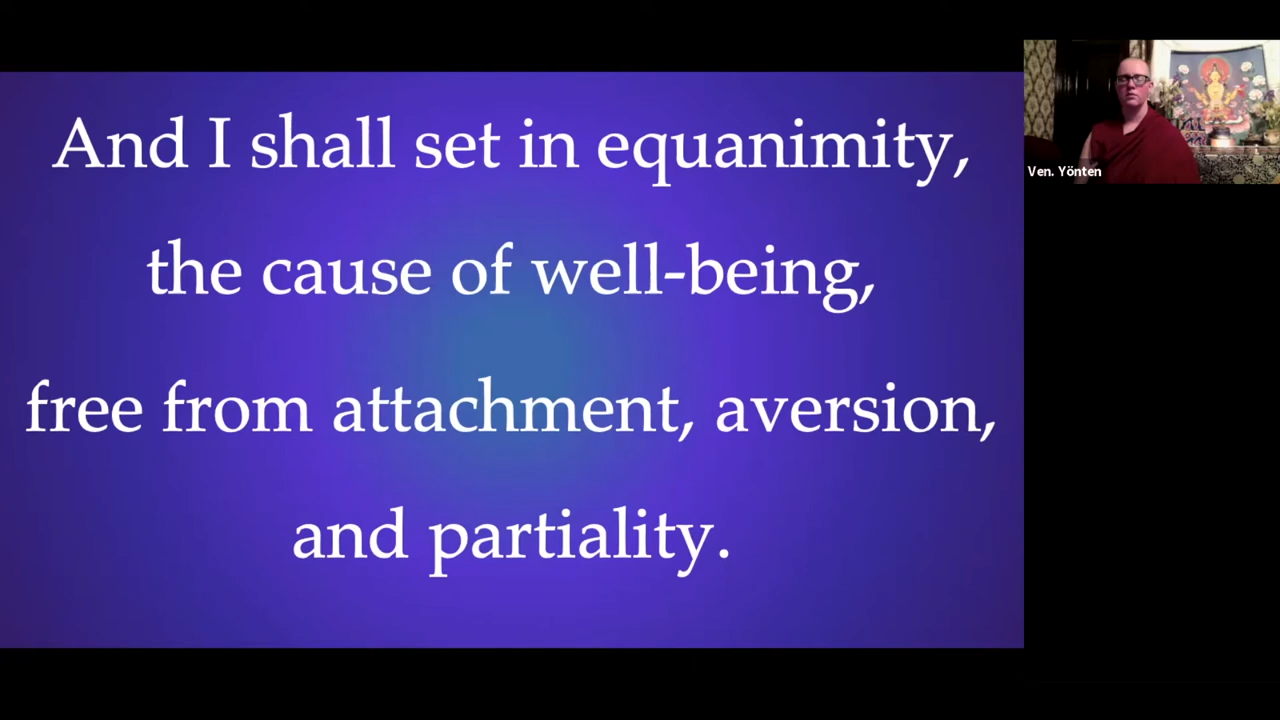 And I shall set in equanimity,
the cause of well-being,
free from attachment, aversion,
and partiality.
Ven. Yönten